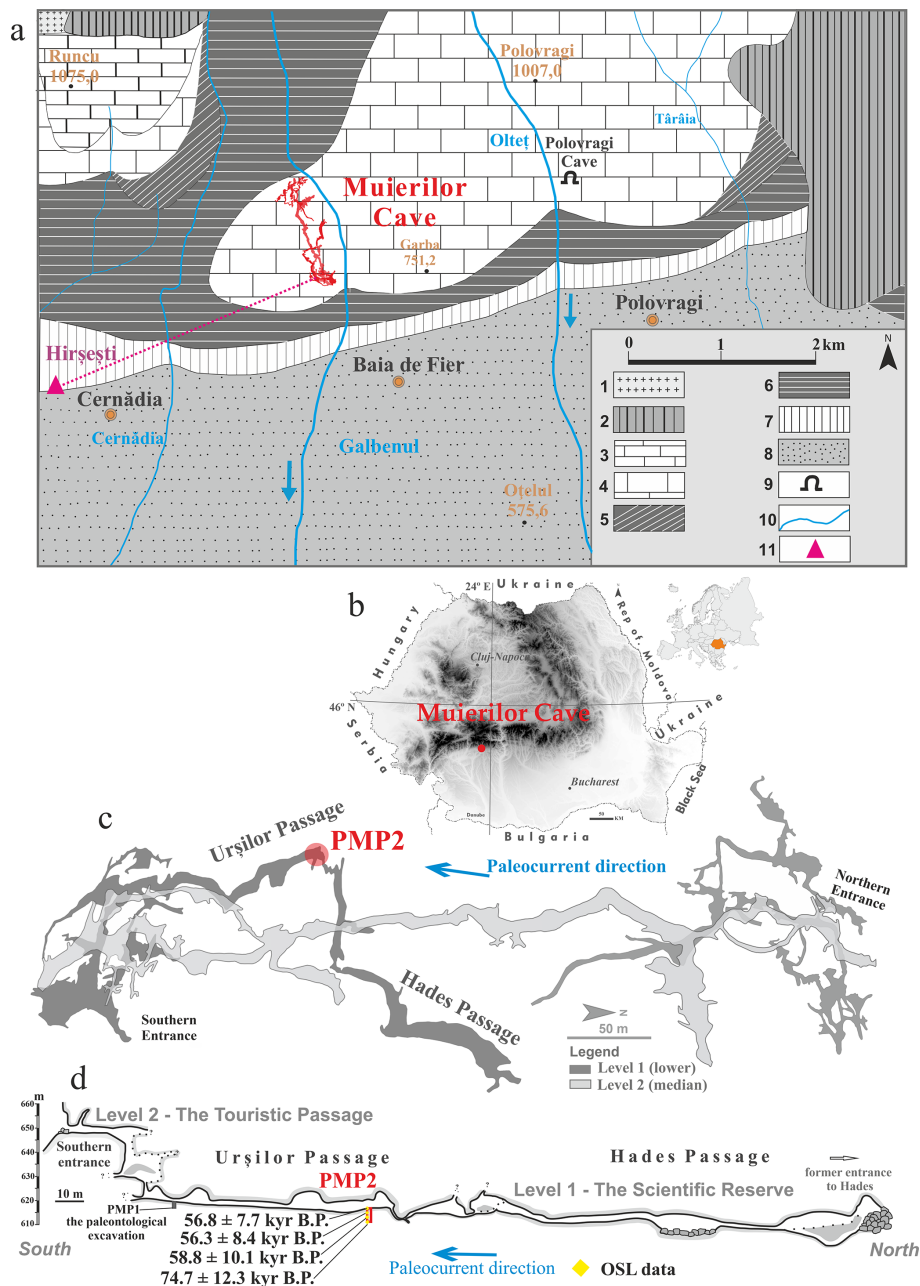 a
Runcu
1075,0
Polovragi
1007,0
Olteț
Polovragi
Cave
Târâia
Muierilor
Cave
Garba
751,2
Polovragi
Hirșești
Baia de Fier
Cernădia
Cernădia
Galbenul
Oțelul
575,6
0 1 2 km
N
1
2
3
4
5
6
7
8
9
10
11
b
24° E
Ukraine
Rep of. Moldova
Hungary
Cluj-Napoca
46° N
Muierilor Cave
Ukraine
Serbia
Bucharest
Black Sea
Danube
50
KM
Bulgaria
c
Urșilor Passage
PMP2
Paleocurrent direction
Northern
Entrance
Hades Passage
Southern
Entrance
N
50 m
Legend
Level 1 (lower)
Level 2 (median)
d
m
660
650
640
630
620
610
Level 2 - The Touristic Passage
Southern
entrance
Urșilor Passage
Hades Passage
PMP2
former entrance
to Hades
Level 1 - The Scientific Reserve
?
?
?
?
10 m
PMP1
the paleontological
excavation
56.8 ± 7.7 kyr B.P.
56.3 ± 8.4 kyr B.P.
58.8 ± 10.1 kyr B.P.
74.7 ± 12.3 kyr B.P.
South
Paleocurrent direction
OSL data
North